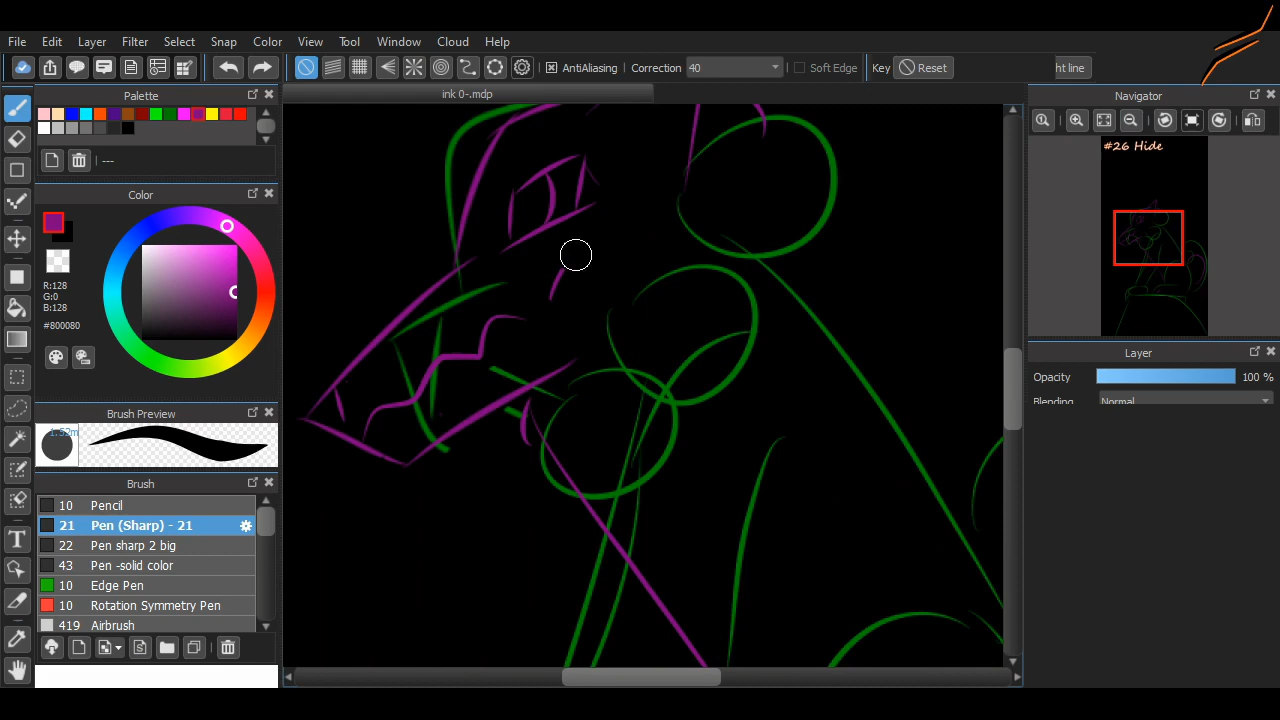 File Edit Layer Filter Select Snap Color View Tool Window Cloud Help
AntiAliasing Correction 40 Soft Edge Key Reset ht line
Palette
ink 0-.mdp
Navigator
---
#26 Hide
Color
R:128
G:0
B:128
#800080
Layer
Opacity 100 %
Blending Normal
Brush Preview
1.52m
Brush
10 Pencil
21 Pen (Sharp) - 21
22 Pen sharp 2 big
43 Pen -solid color
10 Edge Pen
10 Rotation Symmetry Pen
419 Airbrush